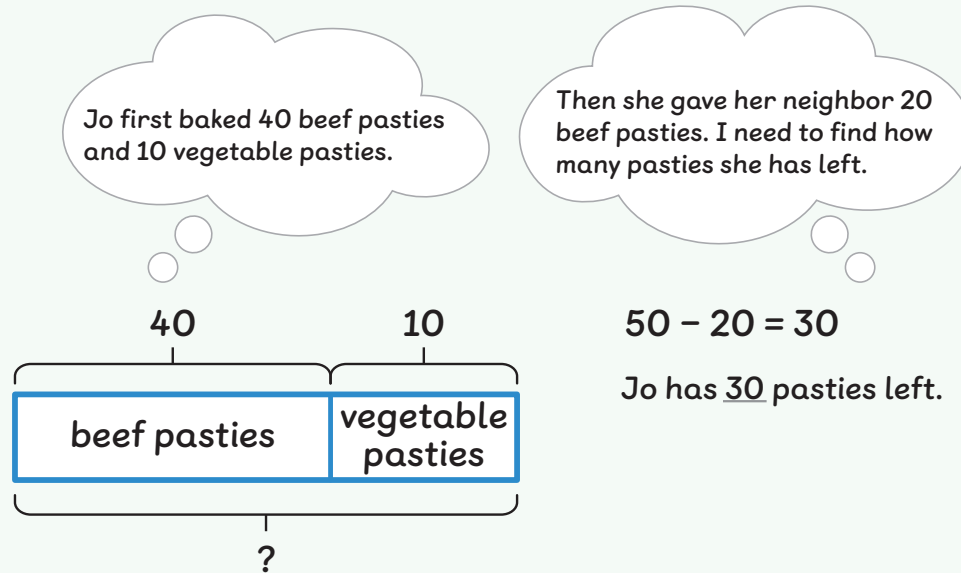 Jo first baked 40 beef pasties
and 10 vegetable pasties.
Then she gave her neighbor 20
beef pasties. I need to find how
many pasties she has left.
40
10
beef pasties
vegetable
pasties
?
50 – 20 = 30
Jo has 30 pasties left.